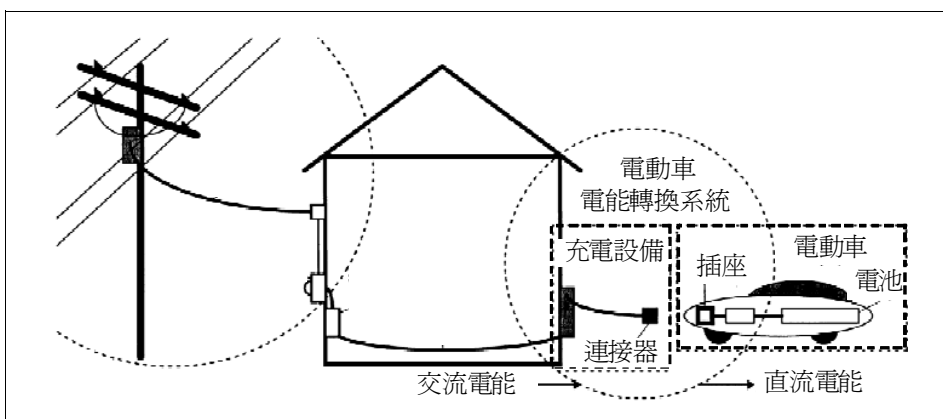 電動車
電能轉換系統
充電設備
電動車
插座
電池
連接器
交流電能
直流電能